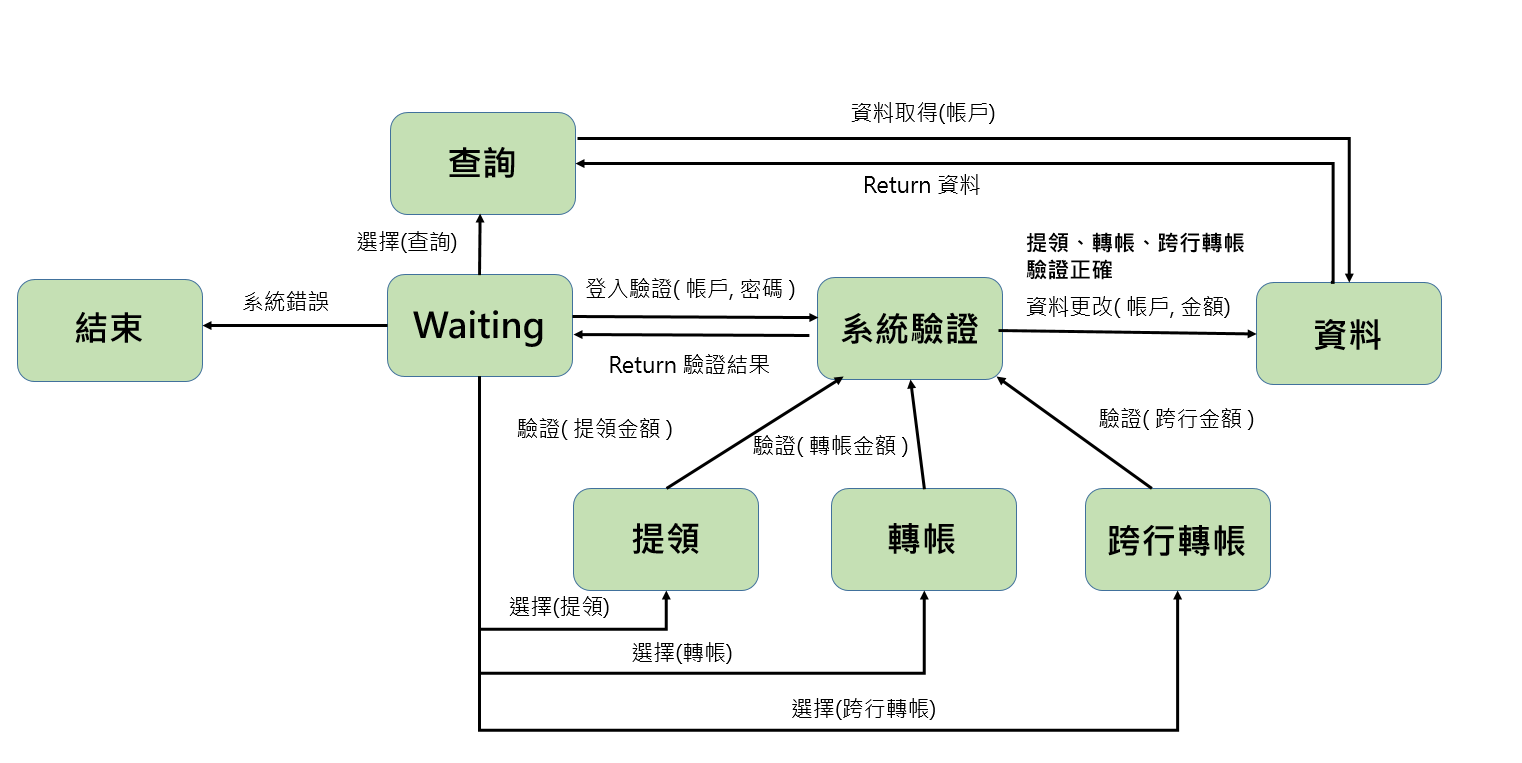 資料取得(帳戶)
查詢
Return 資料
選擇(查詢)
提領、轉帳、跨行轉帳
驗證正確
系統錯誤
登入驗證( 帳戶, 密碼 )
資料更改( 帳戶, 金額)
結束
Waiting
系統驗證
資料
Return 驗證結果
驗證( 提領金額 )
驗證( 轉帳金額 )
驗證( 跨行金額 )
提領
轉帳
跨行轉帳
選擇(提領)
選擇(轉帳)
選擇(跨行轉帳)